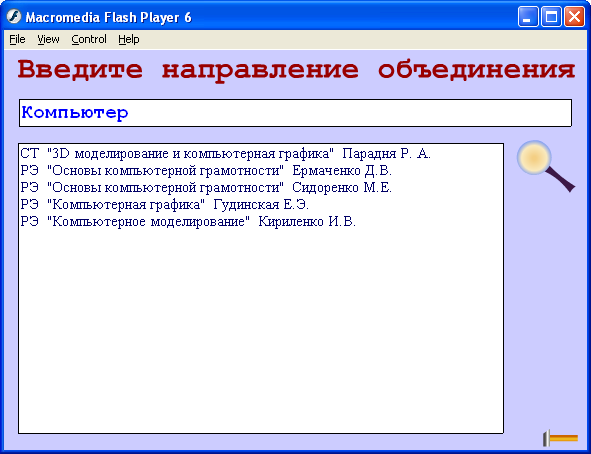 Macromedia Flash Player 6
File View Control Help
Введите направление объединения
Компьютер
СТ "3D моделирование и компьютерная графика" Парадня Р. А.
РЭ "Основы компьютерной грамотности" Ермаченко Д.В.
РЭ "Основы компьютерной грамотности" Сидоренко М.Е.
РЭ "Компьютерная графика" Гудинская Е.Э.
РЭ "Компьютерное моделирование" Кириленко И.В.